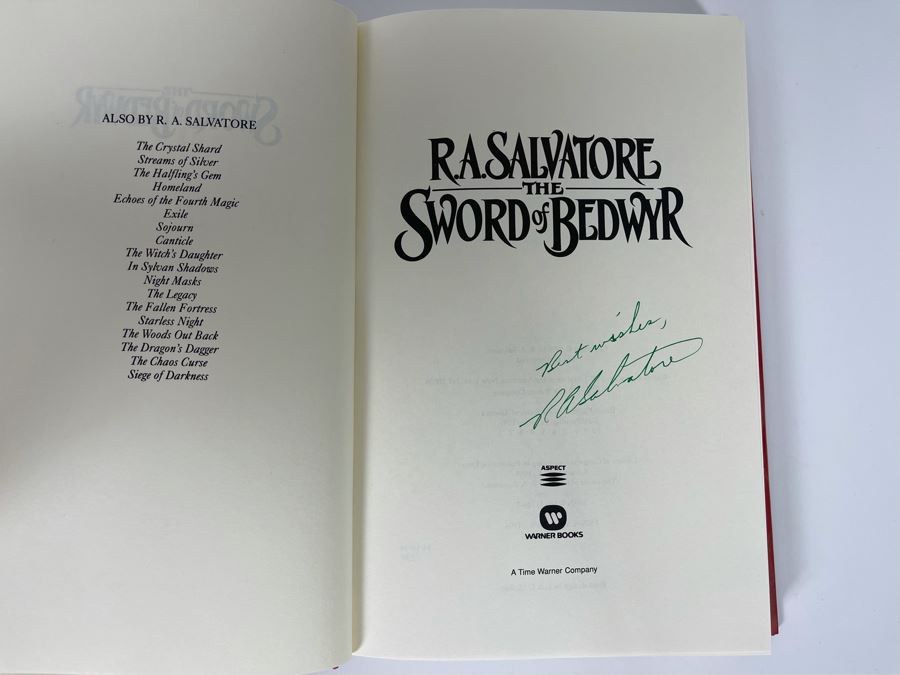 ALSO BY R. A. SALVATORE
The Crystal Shard
Streams of Silver
The Halfling's Gem
Homeland
Echoes of the Fourth Magic
Exile
Sojourn
Canticle
The Witch's Daughter
In Sylvan Shadows
Night Masks
The Legacy
The Fallen Fortress
Starless Night
The Woods Out Back
The Dragon's Dagger
The Chaos Curse
Siege of Darkness
R.A. SALVATORE
THE
SWORD of BEDWYR
Best wishes,
RASalvatore
ASPECT
WARNER BOOKS
A Time Warner Company